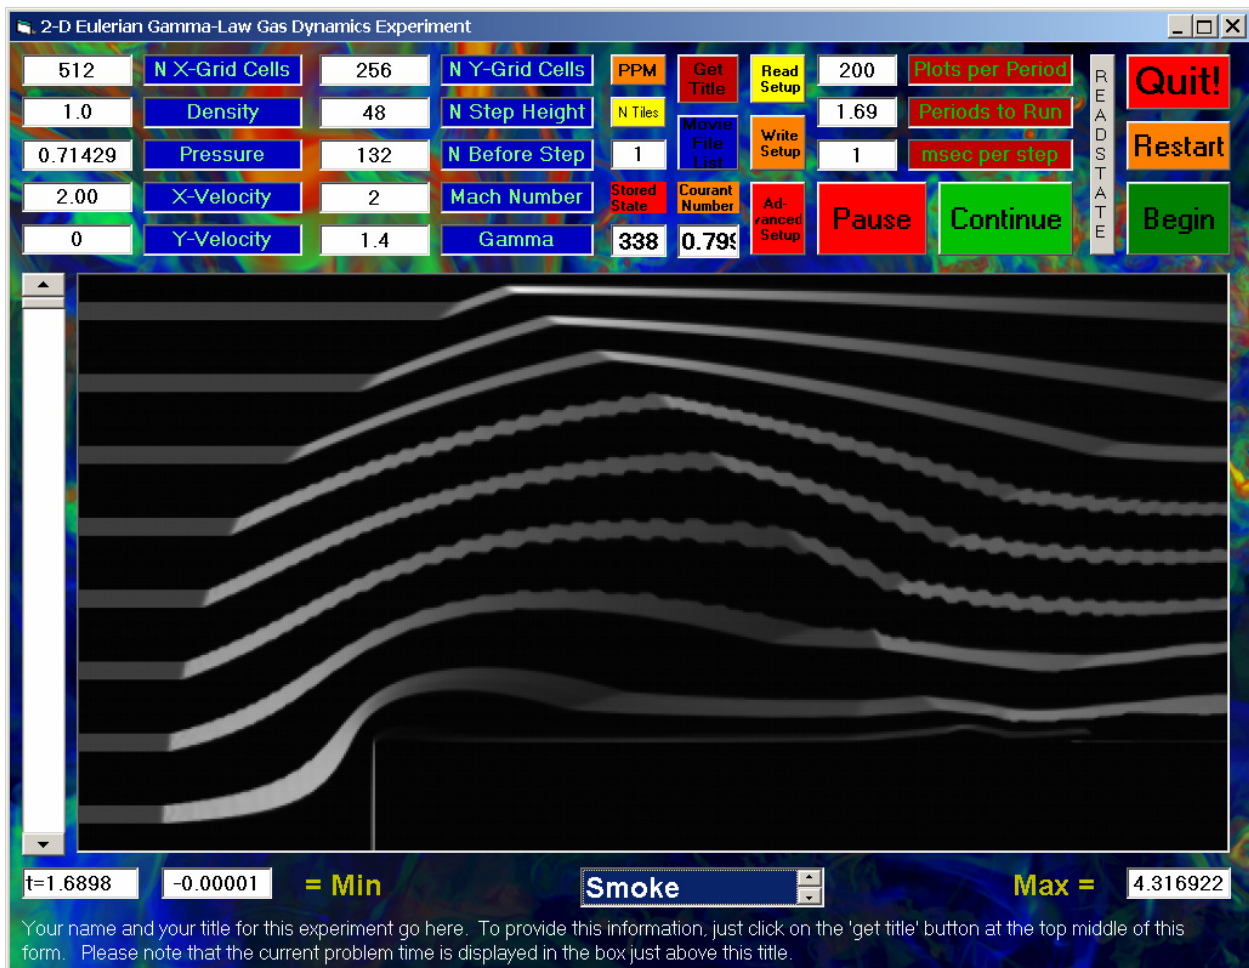 2-D Eulerian Gamma-Law Gas Dynamics Experiment
512 N X-Grid Cells 256 N Y-Grid Cells PPM Get Title Read Setup 200 Plots per Period READSTATE Quit!
1.0 Density 48 N Step Height N Tiles Movie File List Write Setup 1.69 Periods to Run Restart
0.71429 Pressure 132 N Before Step 1 1 msec per step
2.00 X-Velocity 2 Mach Number Stored State Courant Number Ad-vanced Setup Pause Continue Begin
0 Y-Velocity 1.4 Gamma 338 0.799
t=1.6898 -0.00001 = Min Smoke Max = 4.316922
Your name and your title for this experiment go here. To provide this information, just click on the 'get title' button at the top middle of this
form. Please note that the current problem time is displayed in the box just above this title.